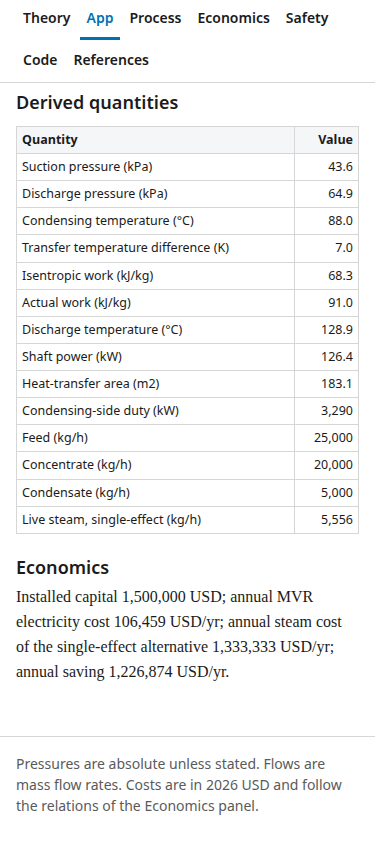 Theory App Process Economics Safety
Code References
Derived quantities
Quantity Value
Suction pressure (kPa) 43.6
Discharge pressure (kPa) 64.9
Condensing temperature (°C) 88.0
Transfer temperature difference (K) 7.0
Isentropic work (kJ/kg) 68.3
Actual work (kJ/kg) 91.0
Discharge temperature (°C) 128.9
Shaft power (kW) 126.4
Heat-transfer area (m2) 183.1
Condensing-side duty (kW) 3,290
Feed (kg/h) 25,000
Concentrate (kg/h) 20,000
Condensate (kg/h) 5,000
Live steam, single-effect (kg/h) 5,556
Economics
Installed capital 1,500,000 USD; annual MVR
electricity cost 106,459 USD/yr; annual steam cost
of the single-effect alternative 1,333,333 USD/yr;
annual saving 1,226,874 USD/yr.
Pressures are absolute unless stated. Flows are
mass flow rates. Costs are in 2026 USD and follow
the relations of the Economics panel.